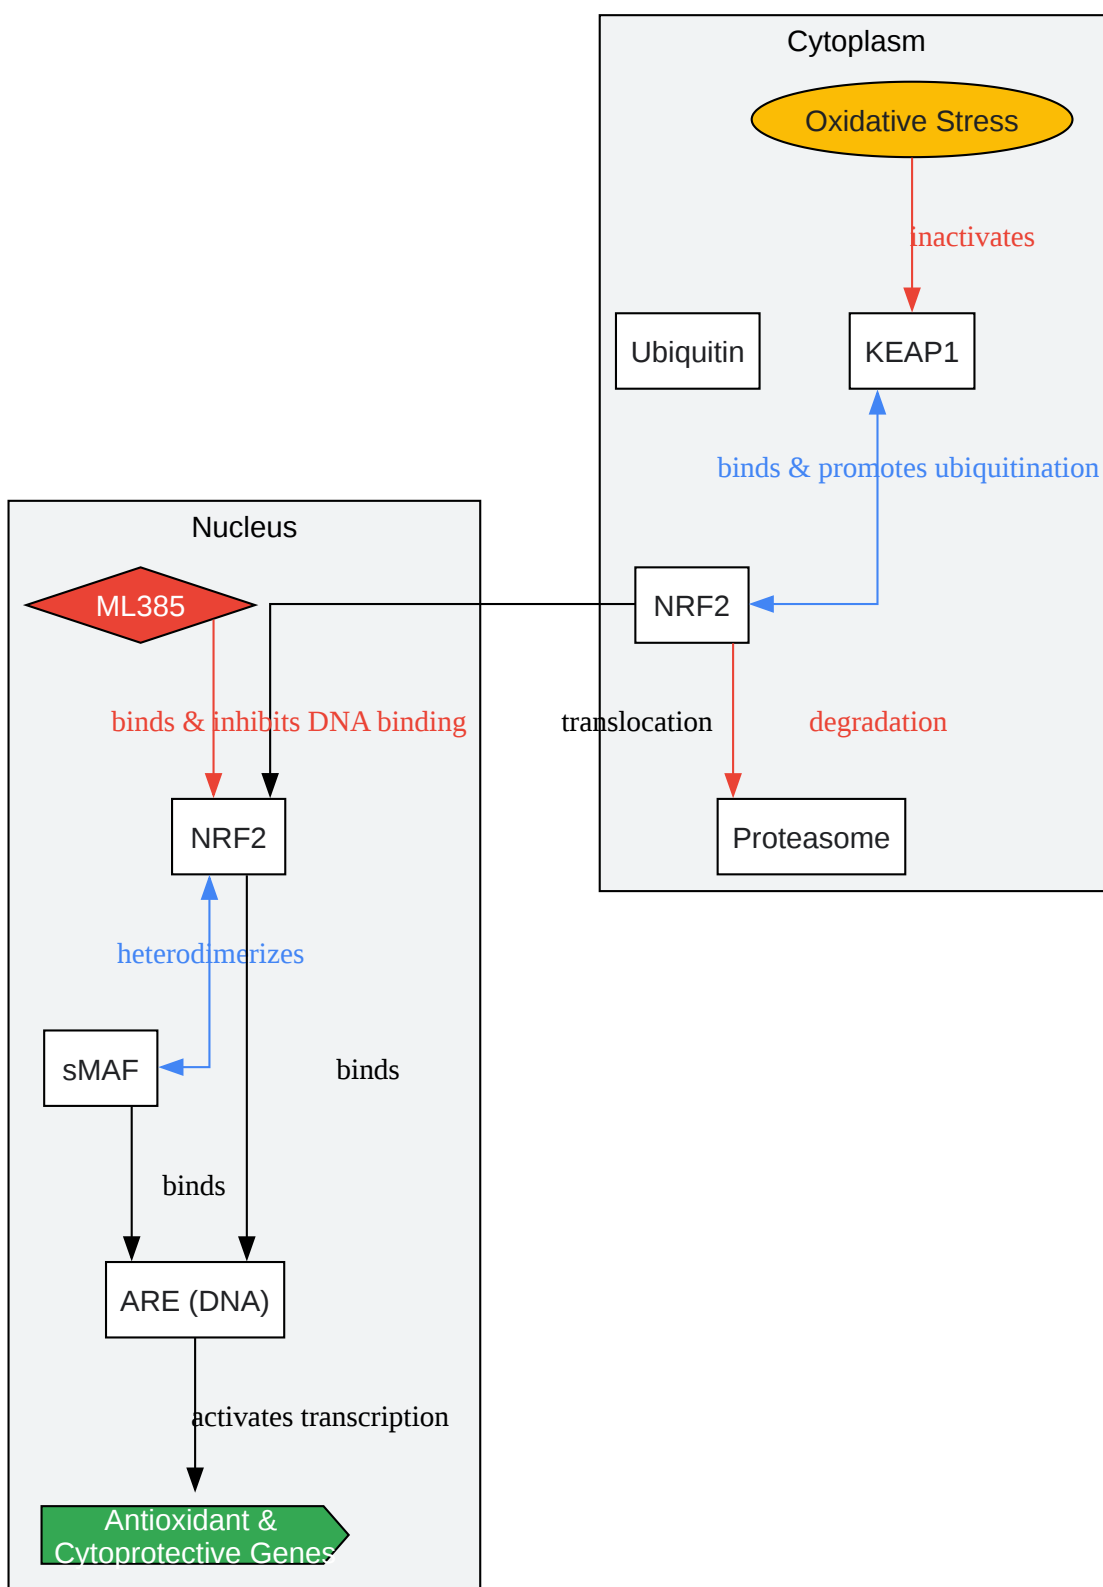 Cytoplasm
Oxidative Stress
inactivates
Ubiquitin
KEAP1
binds & promotes ubiquitination
Nucleus
ML385
NRF2
binds & inhibits DNA binding
translocation
degradation
NRF2
Proteasome
heterodimerizes
sMAF
binds
binds
ARE (DNA)
activates transcription
Antioxidant &
Cytoprotective Genes